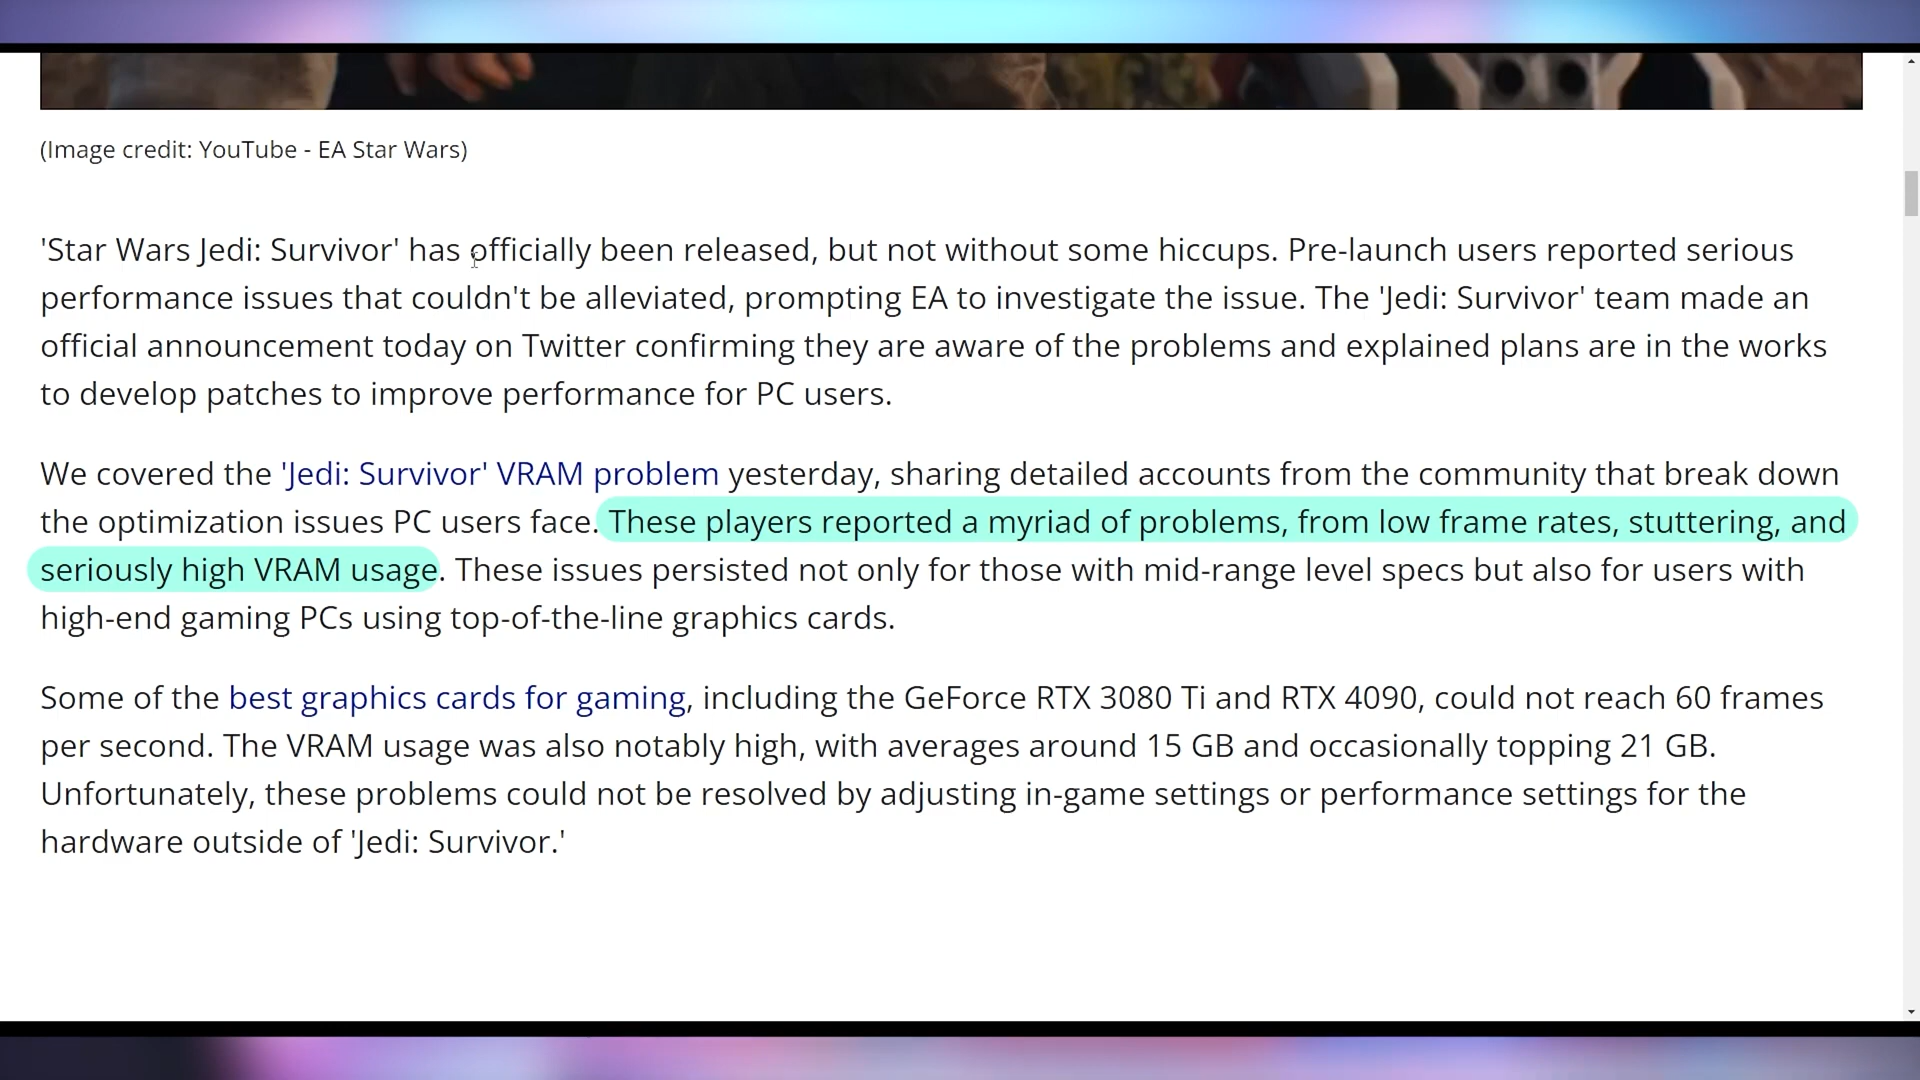 (Image credit: YouTube - EA Star Wars)
'Star Wars Jedi: Survivor' has officially been released, but not without some hiccups. Pre-launch users reported serious
performance issues that couldn't be alleviated, prompting EA to investigate the issue. The 'Jedi: Survivor' team made an
official announcement today on Twitter confirming they are aware of the problems and explained plans are in the works
to develop patches to improve performance for PC users.
We covered the 'Jedi: Survivor' VRAM problem yesterday, sharing detailed accounts from the community that break down
the optimization issues PC users face. These players reported a myriad of problems, from low frame rates, stuttering, and
seriously high VRAM usage. These issues persisted not only for those with mid-range level specs but also for users with
high-end gaming PCs using top-of-the-line graphics cards.
Some of the best graphics cards for gaming, including the GeForce RTX 3080 Ti and RTX 4090, could not reach 60 frames
per second. The VRAM usage was also notably high, with averages around 15 GB and occasionally topping 21 GB.
Unfortunately, these problems could not be resolved by adjusting in-game settings or performance settings for the
hardware outside of 'Jedi: Survivor.'